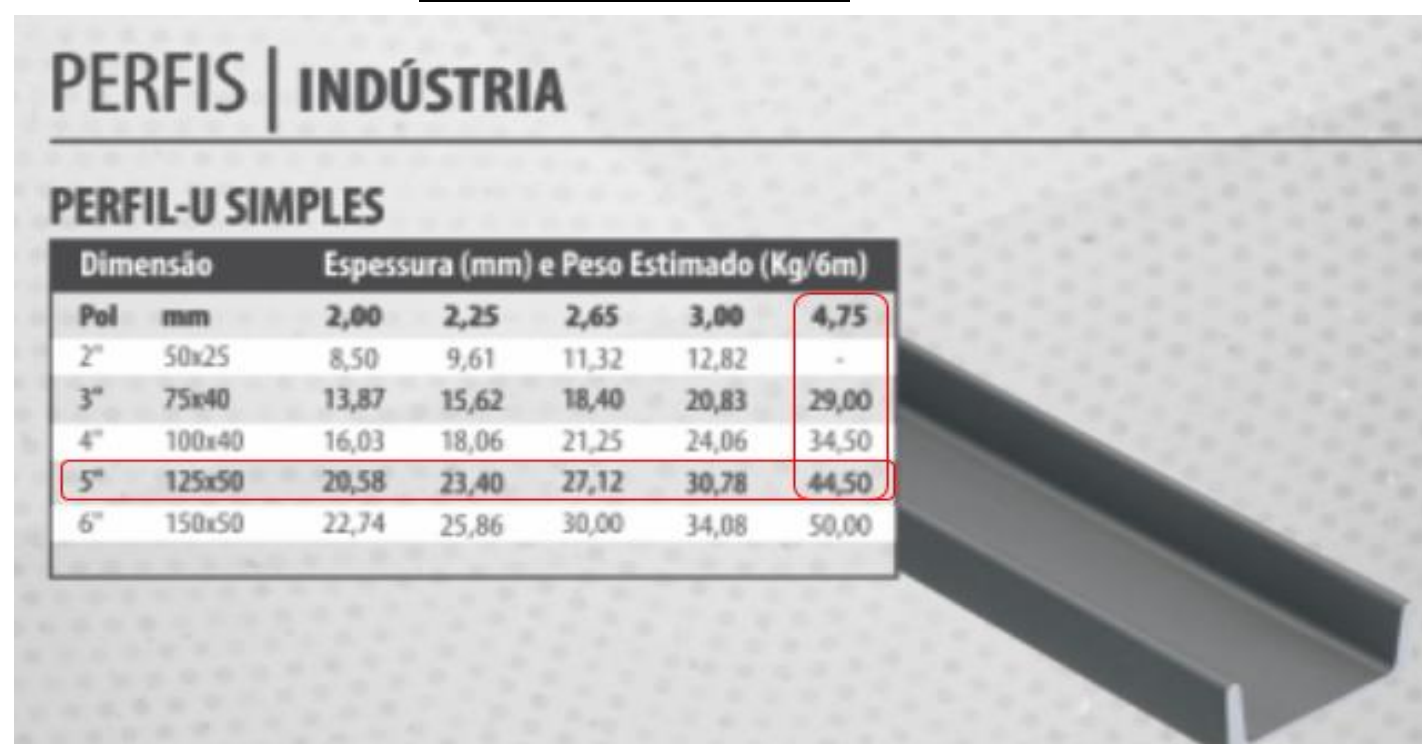 PERFIS | INDÚSTRIA
PERFIL-U SIMPLES
Dimensão Espessura (mm) e Peso Estimado (Kg/6m)
Pol mm 2,00 2,25 2,65 3,00 4,75
2" 50x25 8,50 9,61 11,32 12,82 -
3" 75x40 13,87 15,62 18,40 20,83 29,00
4" 100x40 16,03 18,06 21,25 24,06 34,50
5" 125x50 20,58 23,40 27,12 30,78 44,50
6" 150x50 22,74 25,86 30,00 34,08 50,00